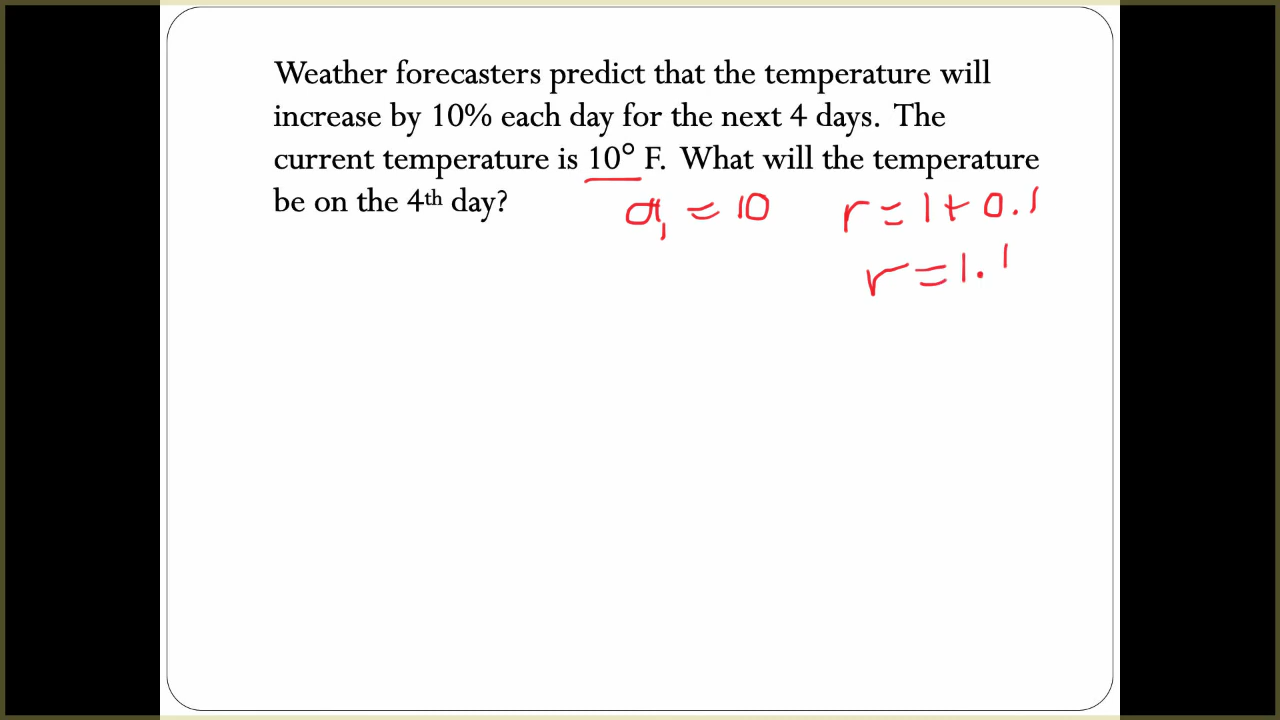 Weather forecasters predict that the temperature will
increase by 10% each day for the next 4 days. The
current temperature is 10° F. What will the temperature
be on the 4th day?
a₁ = 10 r = 1 + 0.1
r = 1.1